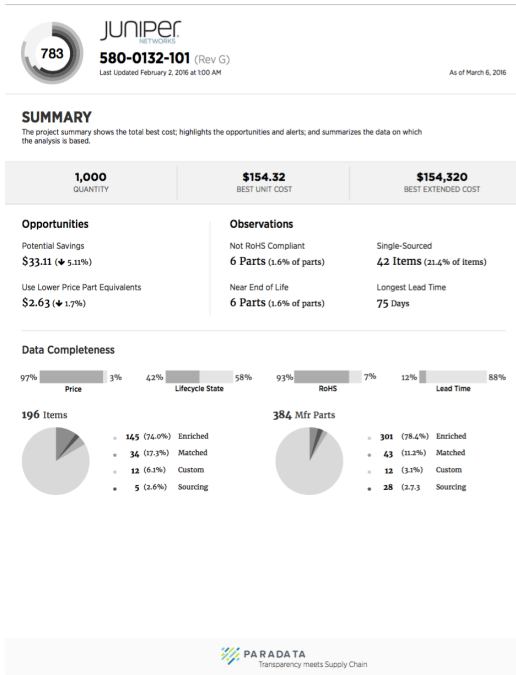 783
JUNIPER
NETWORKS
580-0132-101 (Rev G)
Last Updated February 2, 2016 at 1:00 AM
As of March 6, 2016
SUMMARY
The project summary shows the total best cost; highlights the opportunities and alerts; and summarizes the data on which
the analysis is based.
1,000
QUANTITY
$154.32
BEST UNIT COST
$154,320
BEST EXTENDED COST
Opportunities
Potential Savings
$33.11 (🡇 5.11%)
Use Lower Price Part Equivalents
$2.63 (🡇 1.7%)
Observations
Not RoHS Compliant
6 Parts (1.6% of parts)
Near End of Life
6 Parts (1.6% of parts)
Single-Sourced
42 Items (21.4% of items)
Longest Lead Time
75 Days
Data Completeness
97% 3%
Price
42% 58%
Lifecycle State
93% 7%
RoHS
12% 88%
Lead Time
196 Items
145 (74.0%) Enriched
34 (17.3%) Matched
12 (6.1%) Custom
5 (2.6%) Sourcing
384 Mfr Parts
301 (78.4%) Enriched
43 (11.2%) Matched
12 (3.1%) Custom
28 (2.7.3 Sourcing
PARADATA
Transparency meets Supply Chain